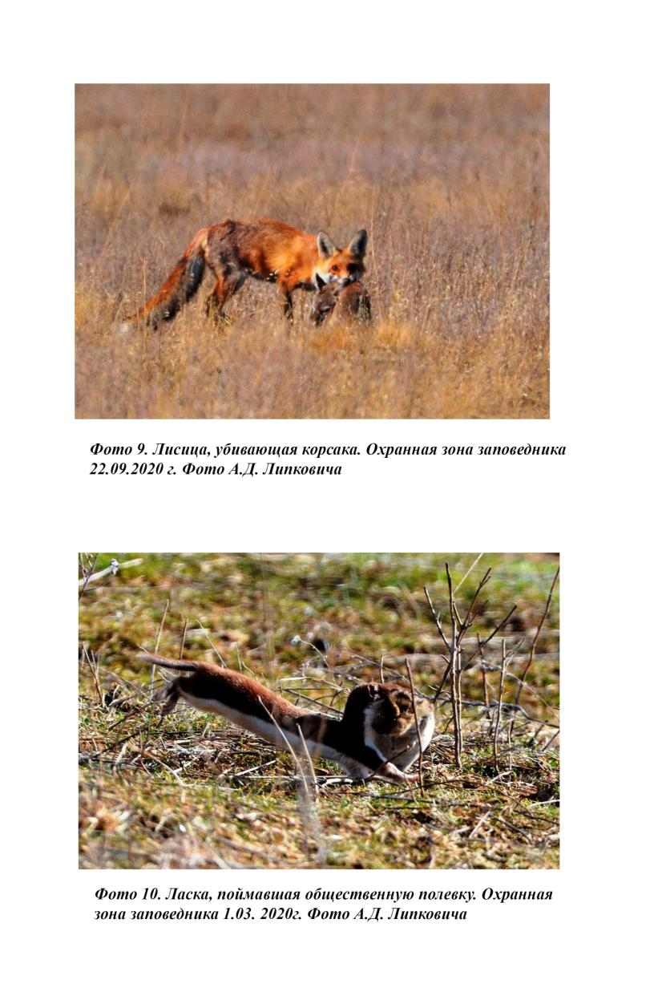 Фото 9. Лисица, убивающая корсака. Охранная зона заповедника
22.09.2020 г. Фото А.Д. Липковича
Фото 10. Ласка, поймавшая общественную полевку. Охранная
зона заповедника 1.03. 2020г. Фото А.Д. Липковича